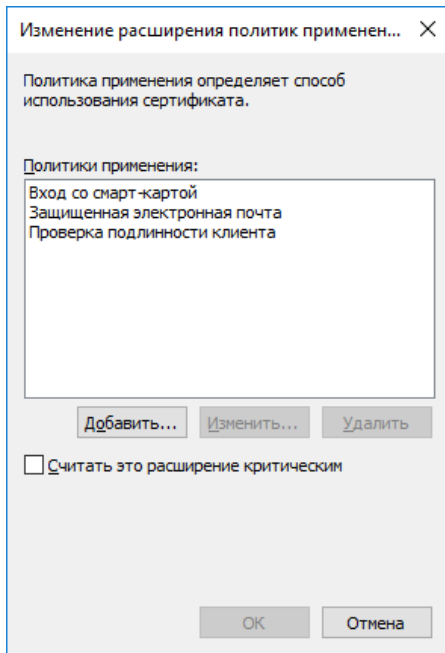 Изменение расширения политик применен...
Политика применения определяет способ
использования сертификата.
Политики применения:
Вход со смарт-картой
Защищенная электронная почта
Проверка подлинности клиента
Добавить... Изменить... Удалить
Считать это расширение критическим
ОК Отмена